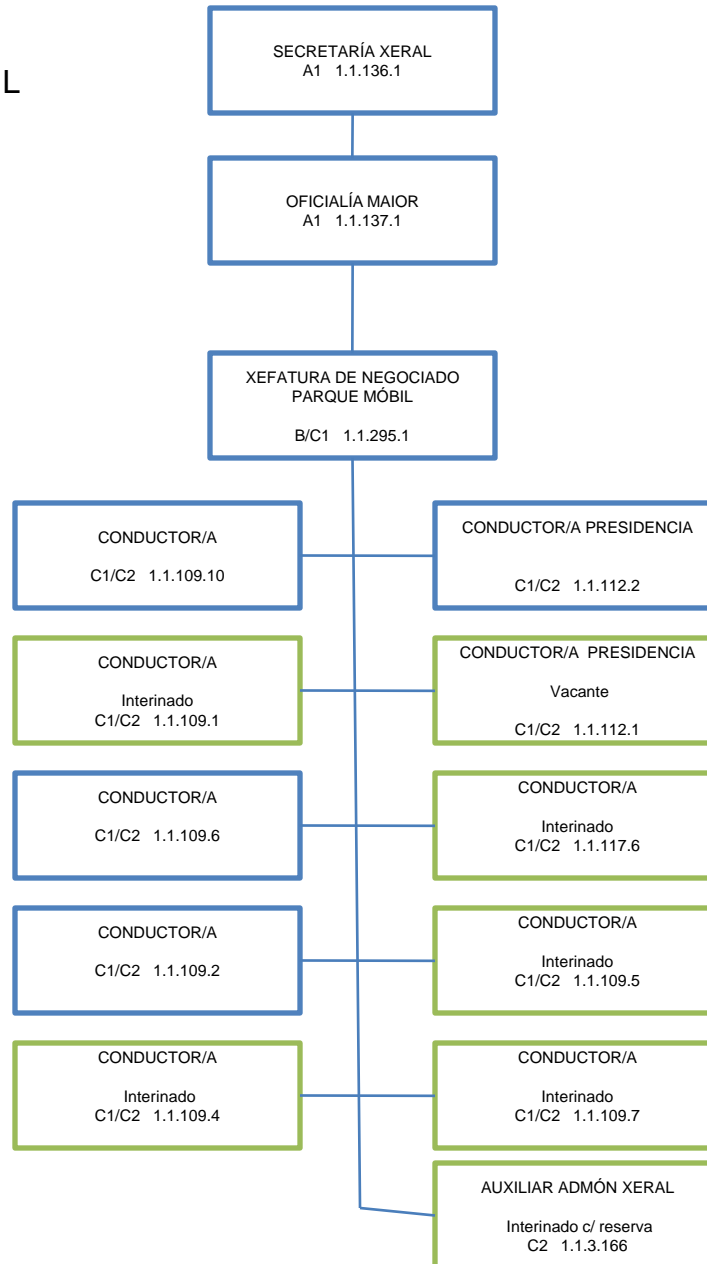 L
SECRETARÍA XERAL
A1 1.1.136.1
OFICIALÍA MAIOR
A1 1.1.137.1
XEFATURA DE NEGOCIADO
PARQUE MÓBIL
B/C1 1.1.295.1
CONDUCTOR/A
C1/C2 1.1.109.10
CONDUCTOR/A PRESIDENCIA
C1/C2 1.1.112.2
CONDUCTOR/A
Interinado
C1/C2 1.1.109.1
CONDUCTOR/A PRESIDENCIA
Vacante
C1/C2 1.1.112.1
CONDUCTOR/A
C1/C2 1.1.109.6
CONDUCTOR/A
Interinado
C1/C2 1.1.117.6
CONDUCTOR/A
C1/C2 1.1.109.2
CONDUCTOR/A
Interinado
C1/C2 1.1.109.5
CONDUCTOR/A
Interinado
C1/C2 1.1.109.4
CONDUCTOR/A
Interinado
C1/C2 1.1.109.7
AUXILIAR ADMÓN XERAL
Interinado c/ reserva
C2 1.1.3.166